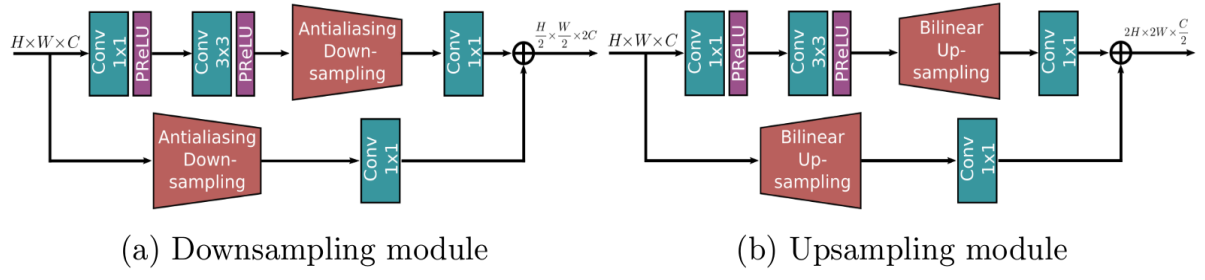 H×W×C
Conv
1x1
PReLU
Conv
3x3
PReLU
Antialiasing
Down-
sampling
Conv
1x1
H/2 × W/2 × 2C
Antialiasing
Down-
sampling
Conv
1x1
(a) Downsampling module
H×W×C
Conv
1x1
PReLU
Conv
3x3
PReLU
Bilinear
Up-
sampling
Conv
1x1
2H×2W×C/2
Bilinear
Up-
sampling
Conv
1x1
(b) Upsampling module